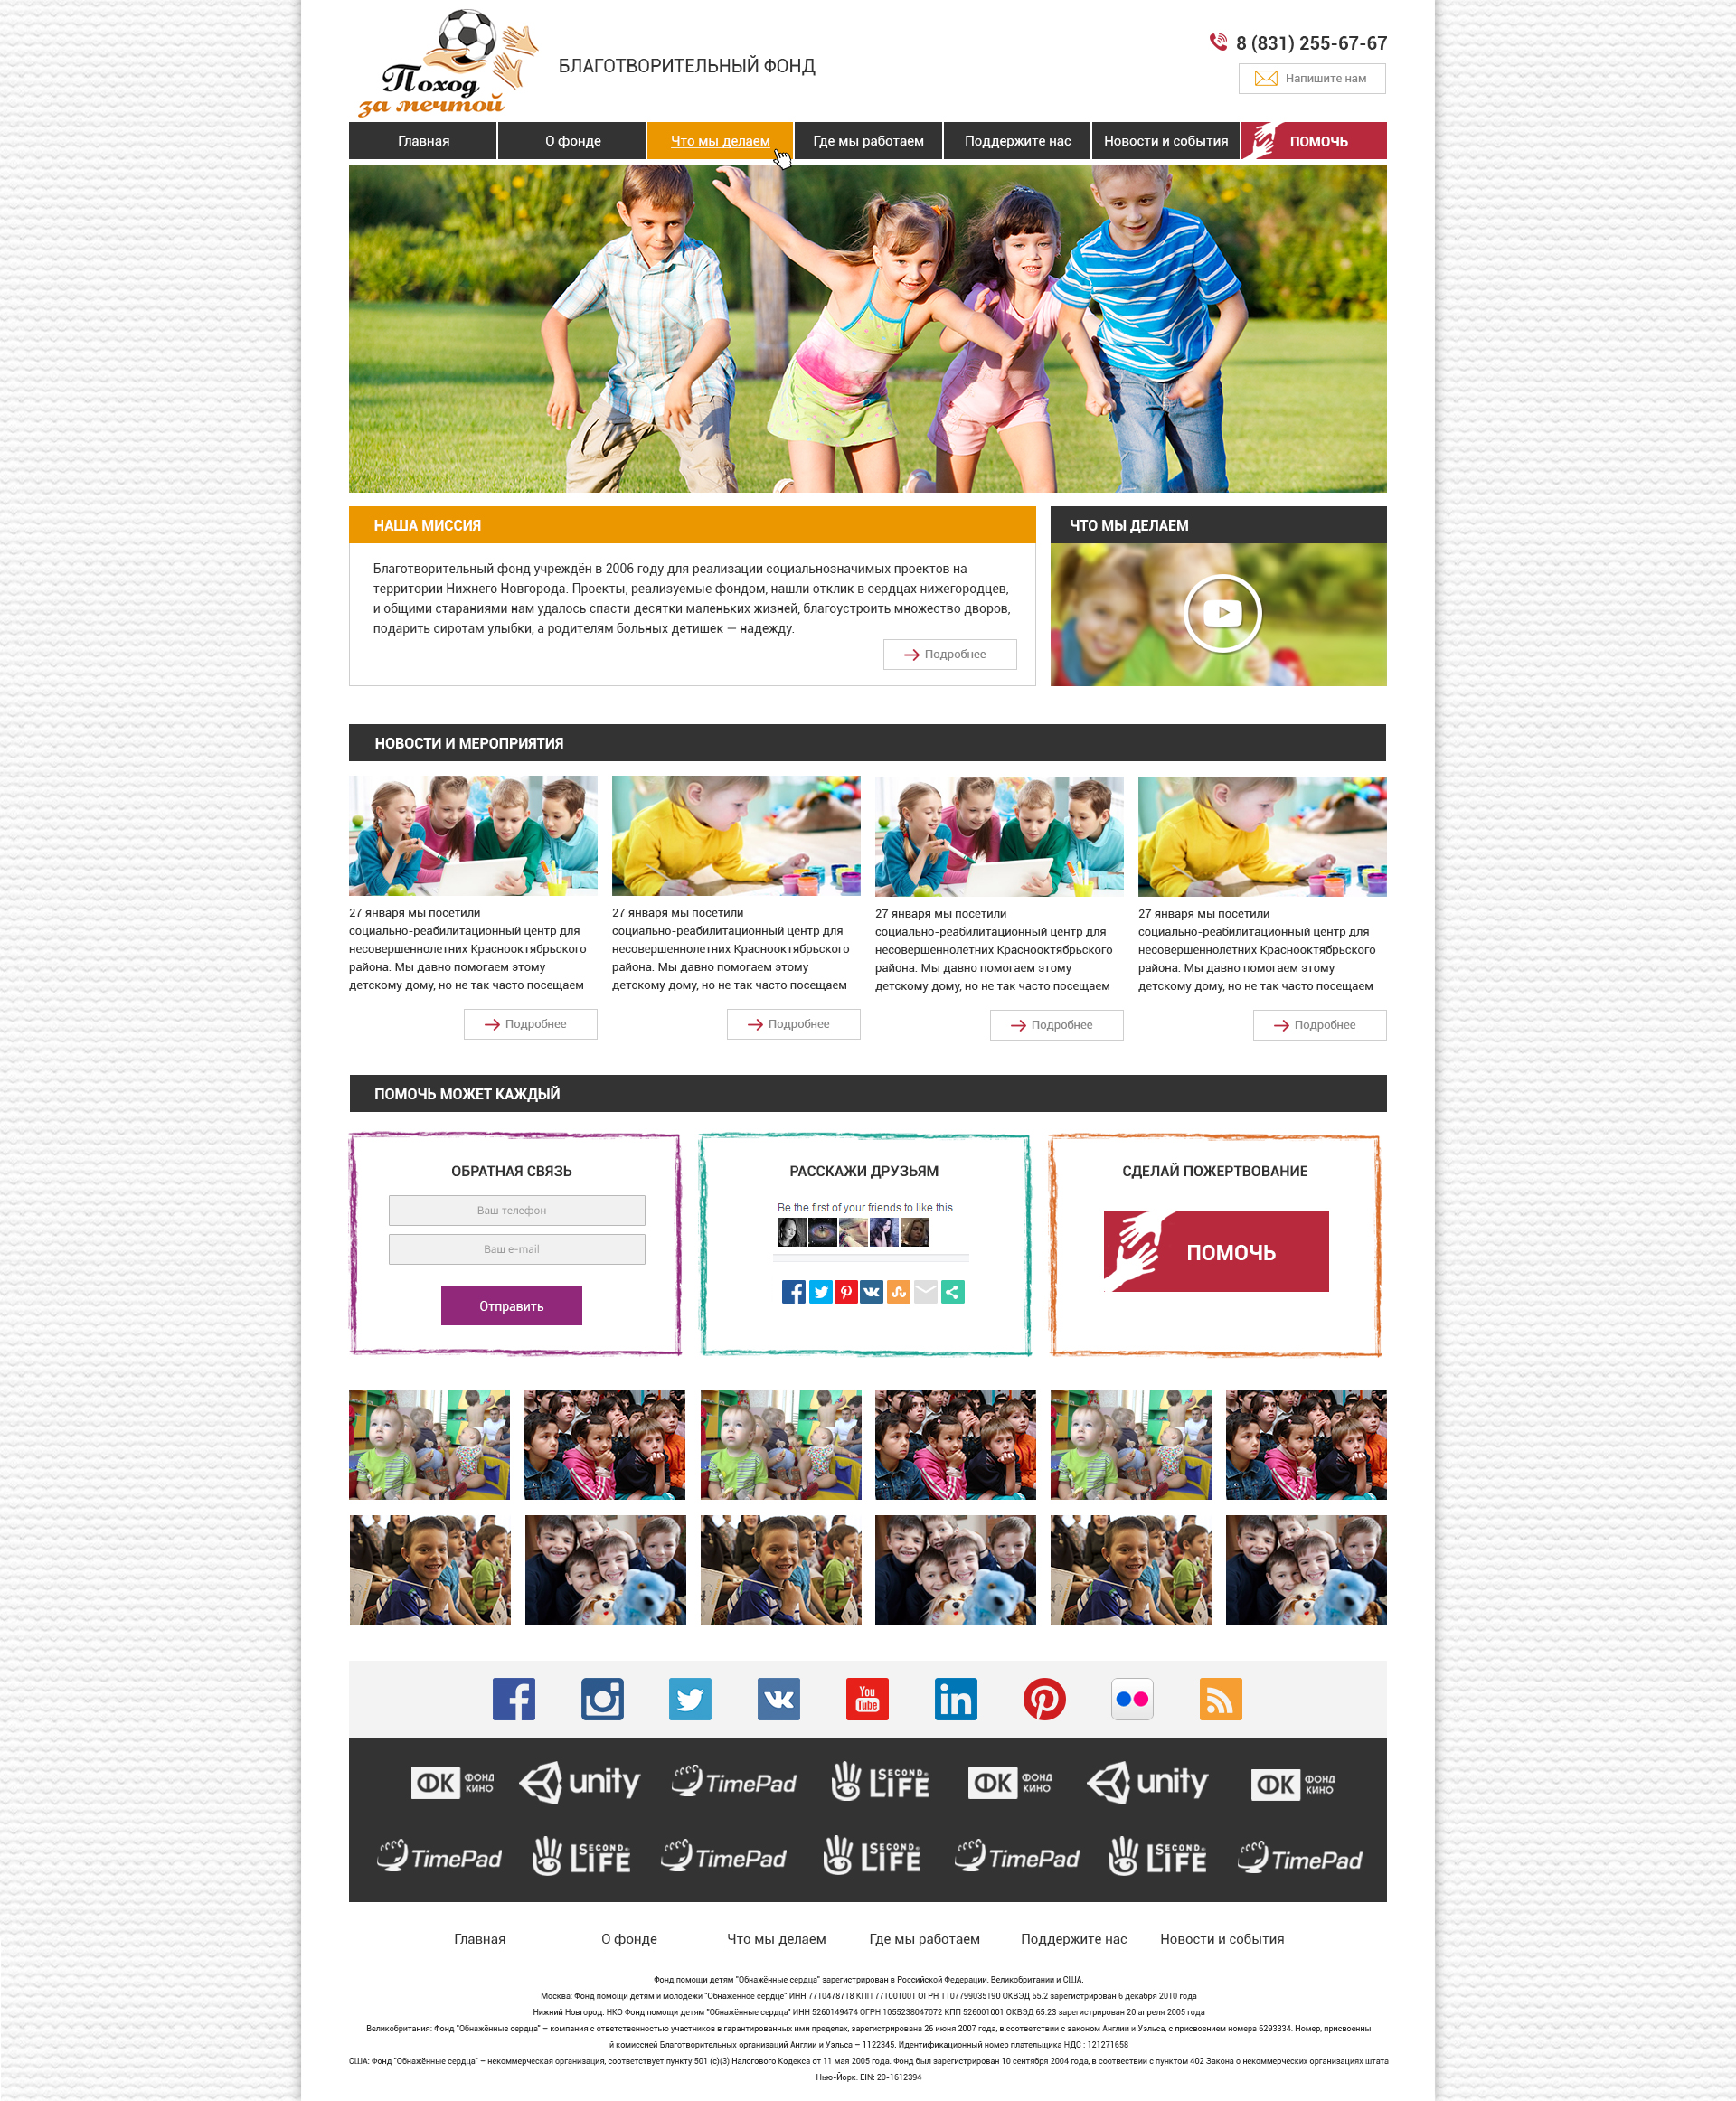 Поход
за мечтой
БЛАГОТВОРИТЕЛЬНЫЙ ФОНД
8 (831) 255-67-67
Напишите нам
Главная
О фонде
Что мы делаем
Где мы работаем
Поддержите нас
Новости и события
ПОМОЧЬ
НАША МИССИЯ
Благотворительный фонд учреждён в 2006 году для реализации социальнозначимых проектов на
территории Нижнего Новгорода. Проекты, реализуемые фондом, нашли отклик в сердцах нижегородцев,
и общими стараниями нам удалось спасти десятки маленьких жизней, благоустроить множество дворов,
подарить сиротам улыбки, а родителям больных детишек — надежду.
Подробнее
ЧТО МЫ ДЕЛАЕМ
НОВОСТИ И МЕРОПРИЯТИЯ
27 января мы посетили
социально-реабилитационный центр для
несовершеннолетних Краснооктябрьского
района. Мы давно помогаем этому
детскому дому, но не так часто посещаем
Подробнее
27 января мы посетили
социально-реабилитационный центр для
несовершеннолетних Краснооктябрьского
района. Мы давно помогаем этому
детскому дому, но не так часто посещаем
Подробнее
27 января мы посетили
социально-реабилитационный центр для
несовершеннолетних Краснооктябрьского
района. Мы давно помогаем этому
детскому дому, но не так часто посещаем
Подробнее
27 января мы посетили
социально-реабилитационный центр для
несовершеннолетних Краснооктябрьского
района. Мы давно помогаем этому
детскому дому, но не так часто посещаем
Подробнее
ПОМОЧЬ МОЖЕТ КАЖДЫЙ
ОБРАТНАЯ СВЯЗЬ
Ваш телефон
Ваш e-mail
Отправить
РАССКАЖИ ДРУЗЬЯМ
Be the first of your friends to like this
СДЕЛАЙ ПОЖЕРТВОВАНИЕ
ПОМОЧЬ
You
Tube
in
ФК ФОНД КИНО
unity
TimePad
SECOND LIFE
ФК ФОНД КИНО
unity
ФК ФОНД КИНО
TimePad
SECOND LIFE
TimePad
SECOND LIFE
TimePad
SECOND LIFE
TimePad
Главная
О фонде
Что мы делаем
Где мы работаем
Поддержите нас
Новости и события
Фонд помощи детям "Обнажённые сердца" зарегистрирован в Российской Федерации, Великобритании и США.
Москва: Фонд помощи детям и молодежи "Обнажённое сердце" ИНН 7710478718 КПП 771001001 ОГРН 1107799035190 ОКВЭД 65.2 зарегистрирован 6 декабря 2010 года
Нижний Новгород: НКО Фонд помощи детям "Обнажённые сердца" ИНН 5260149474 ОГРН 1055238047072 КПП 526001001 ОКВЭД 65.23 зарегистрирован 20 апреля 2005 года
Великобритания: Фонд "Обнажённые сердца" – компания с ответственностью участников в гарантированных ими пределах, зарегистрирована 26 июня 2007 года, в соответствии с законом Англии и Уэльса, с присвоением номера 6293334. Номер, присвоенны
й комиссией Благотворительных организаций Англии и Уэльса – 1122345. Идентификационный номер плательщика НДС : 121271658
США: Фонд "Обнажённые сердца" – некоммерческая организация, соответствует пункту 501 (c)(3) Налогового Кодекса от 11 мая 2005 года. Фонд был зарегистрирован 10 сентября 2004 года, в соотвествии с пунктом 402 Закона о некоммерческих организациях штата
Нью-Йорк. EIN: 20-1612394